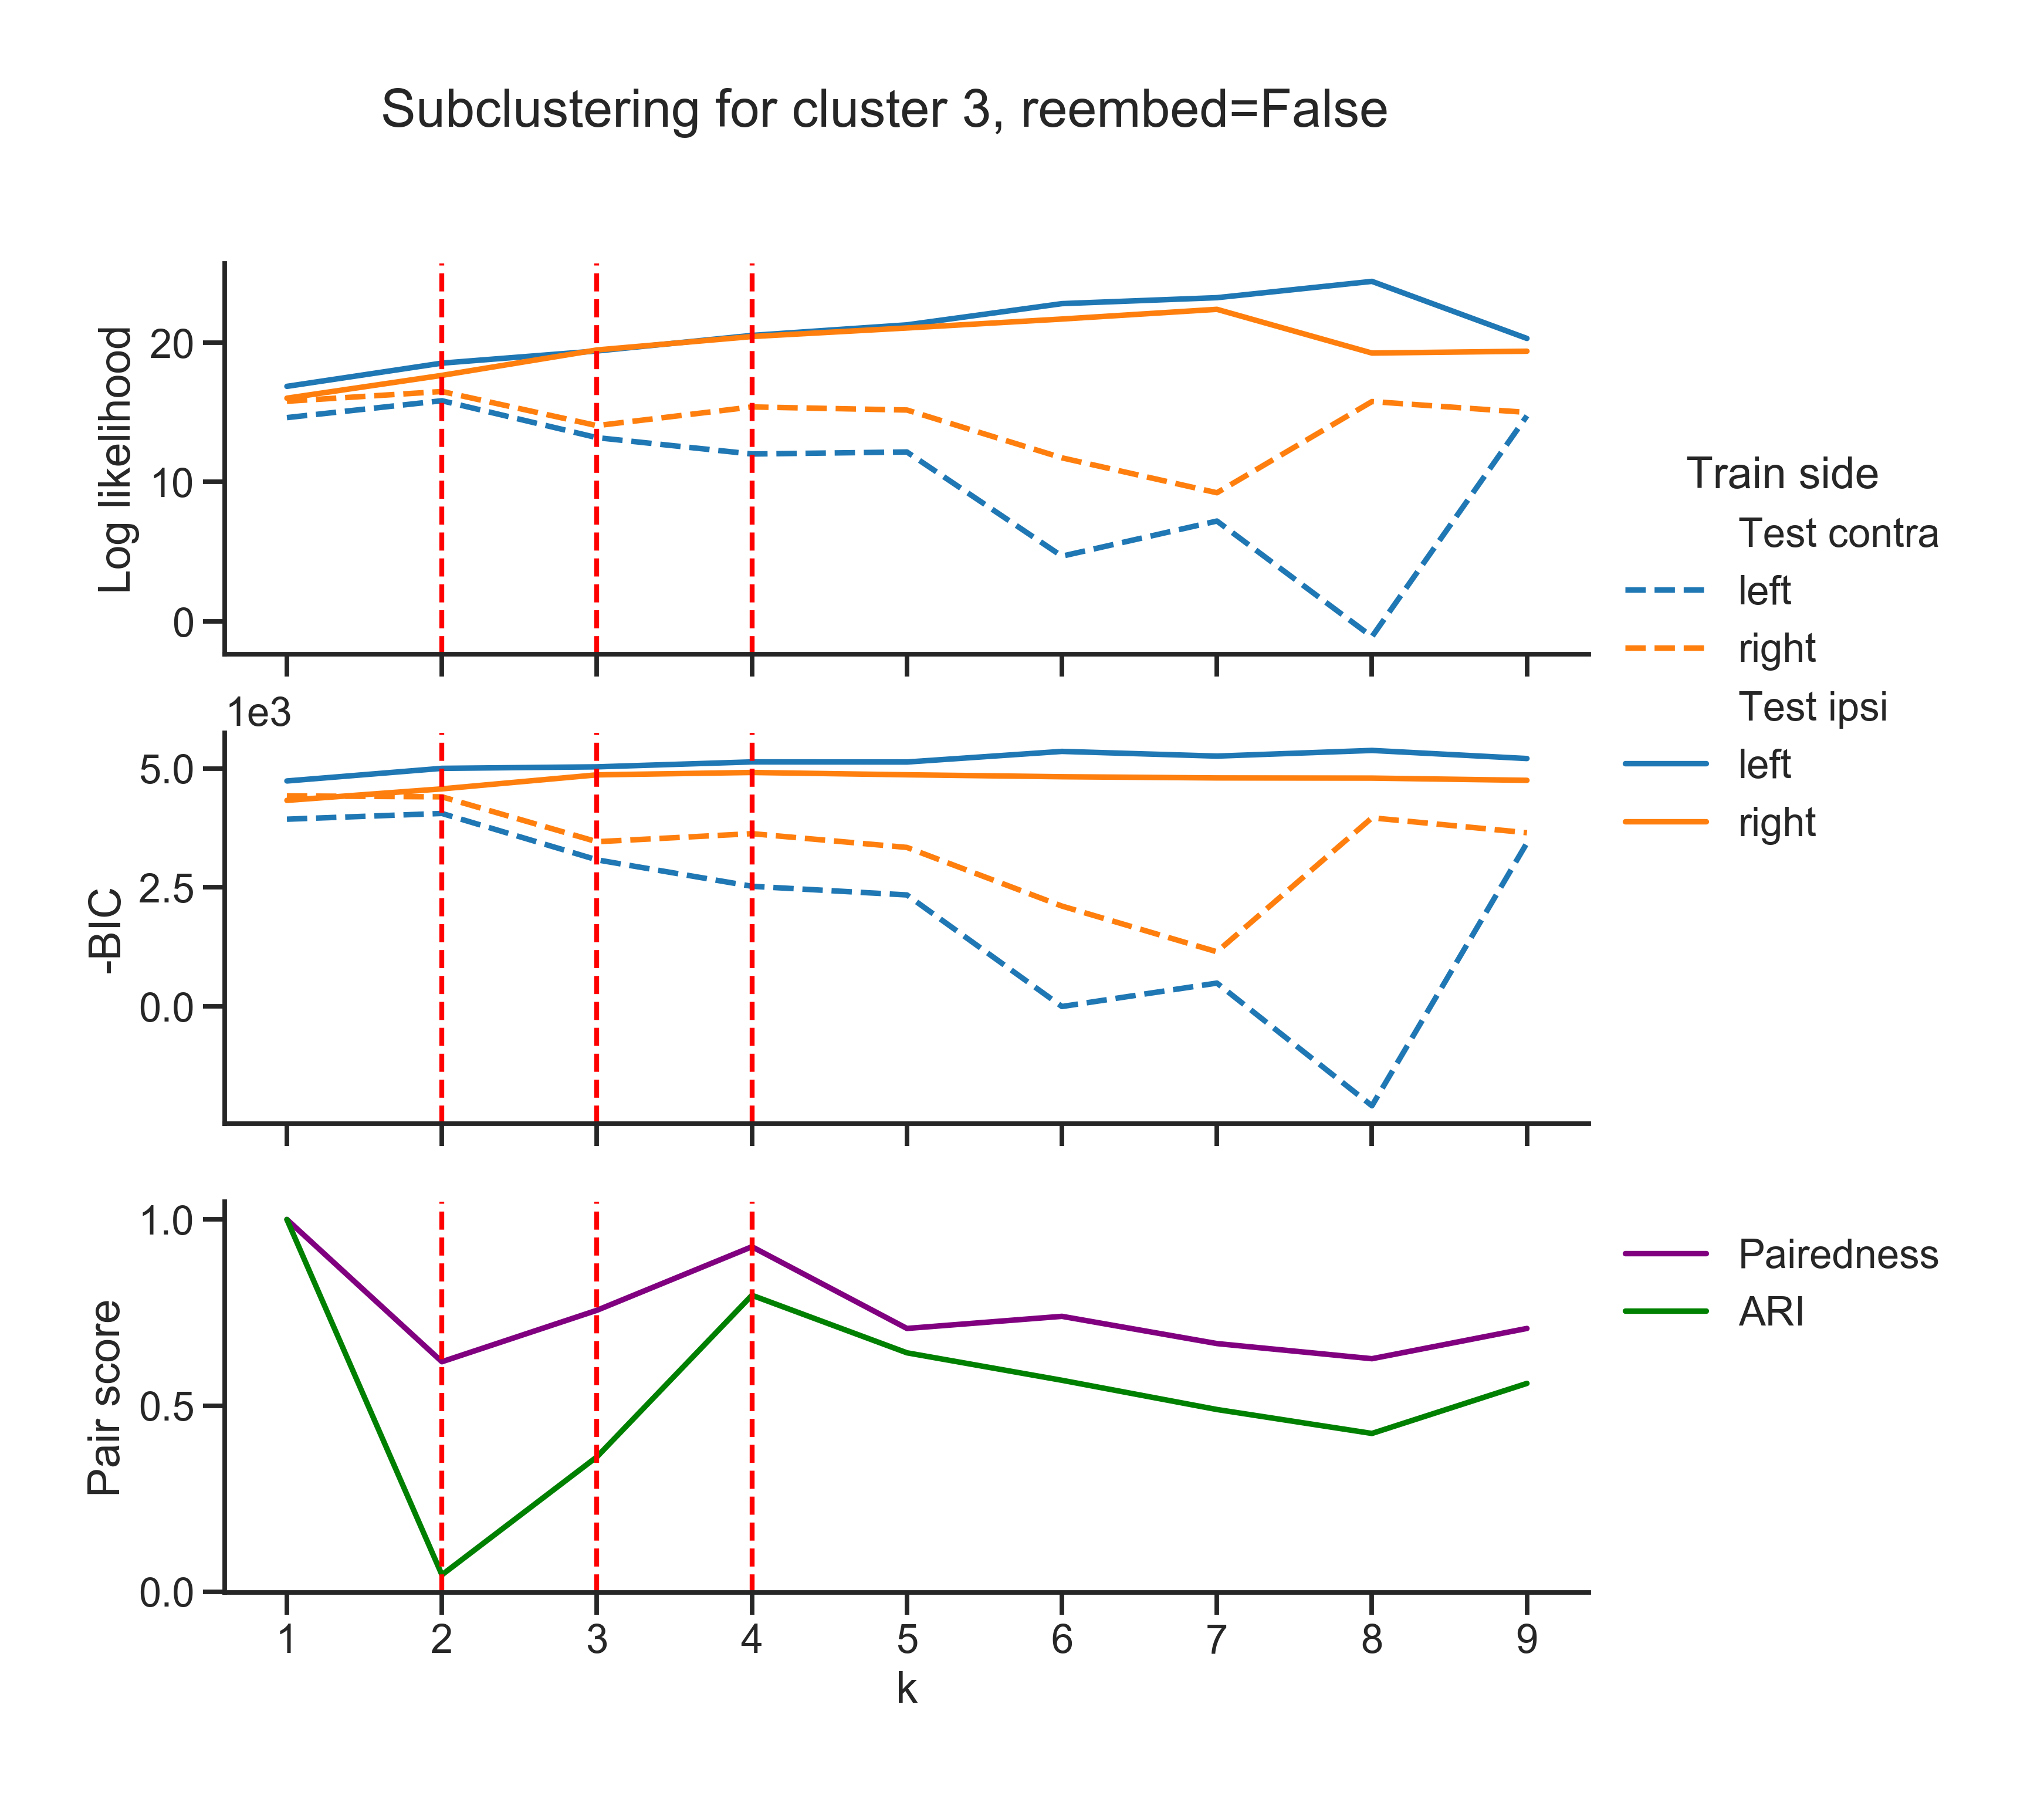 Subclustering for cluster 3, reembed=False
Log likelihood
20
10
0
Train side
Test contra
left
right
Test ipsi
left
right
1e3
-BIC
5.0
2.5
0.0
Pair score
1.0
0.5
0.0
Pairedness
ARI
1 2 3 4 5 6 7 8 9
k